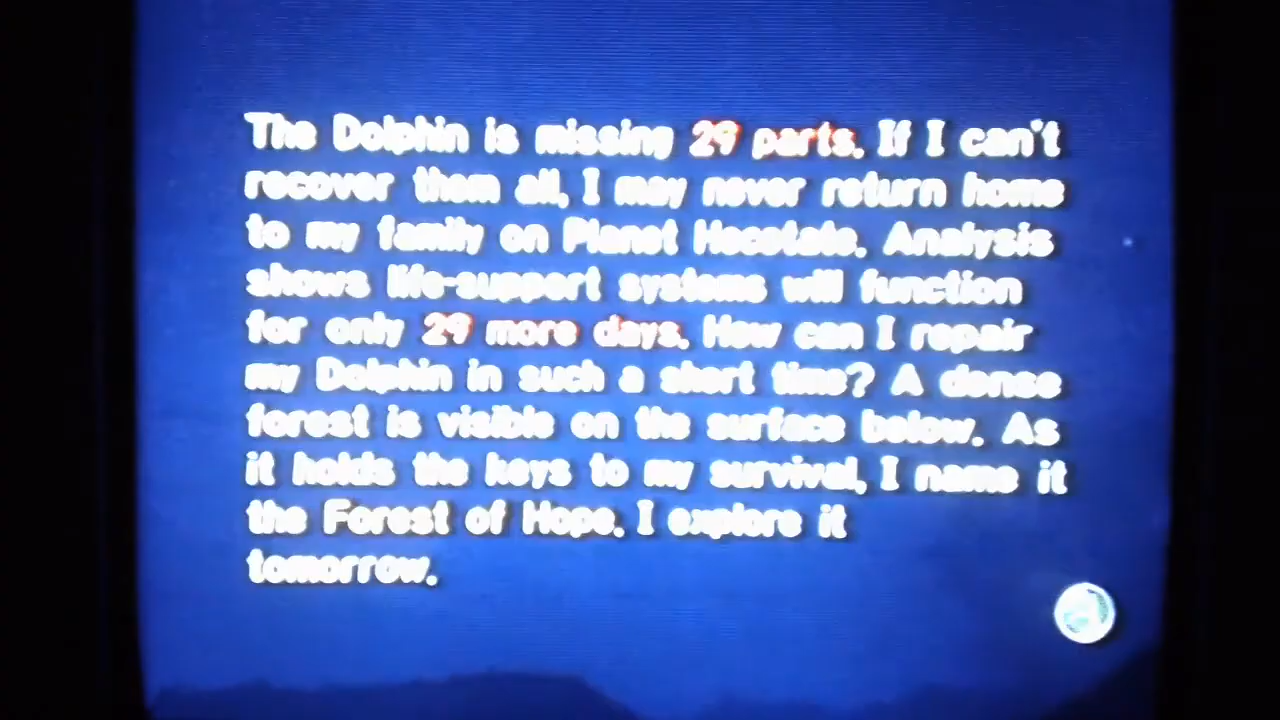 The Dolphin is missing 29 parts. If I can't
recover them all, I may never return home
to my family on Planet Hocotate. Analysis
shows life-support systems will function
for only 29 more days. How can I repair
my Dolphin in such a short time? A dense
forest is visible on the surface below. As
it holds the keys to my survival, I name it
the Forest of Hope. I explore it
tomorrow.